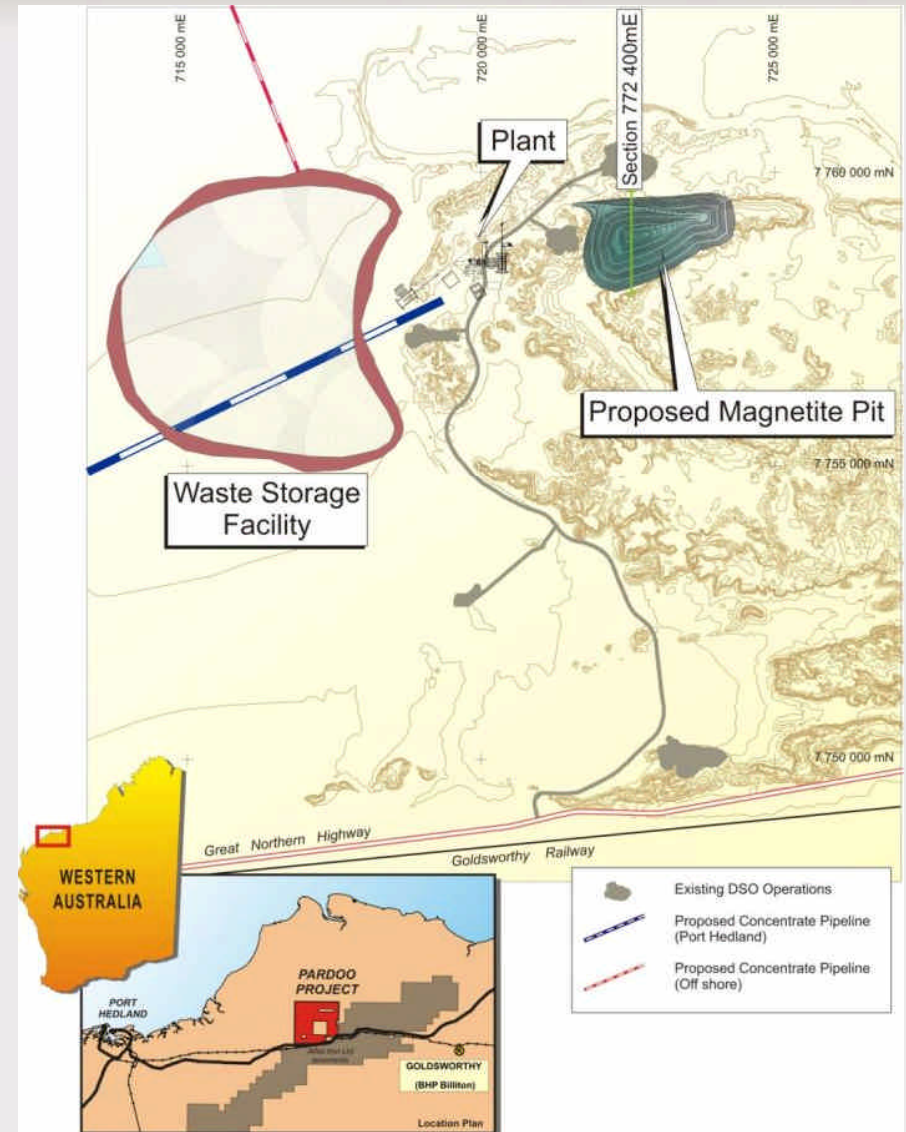 715 000 mE
720 000 mE
Section 772 400mE
725 000 mE
Plant
7 760 000 mN
Proposed Magnetite Pit
7 755 000 mN
Waste Storage
Facility
7 750 000 mN
Great Northern Highway
Goldsworthy Railway
WESTERN
AUSTRALIA
Existing DSO Operations
Proposed Concentrate Pipeline
(Port Hedland)
Proposed Concentrate Pipeline
(Off shore)
PARDOO
PROJECT
PORT
HEDLAND
GOLDSWORTHY
(BHP Billiton)
Location Plan